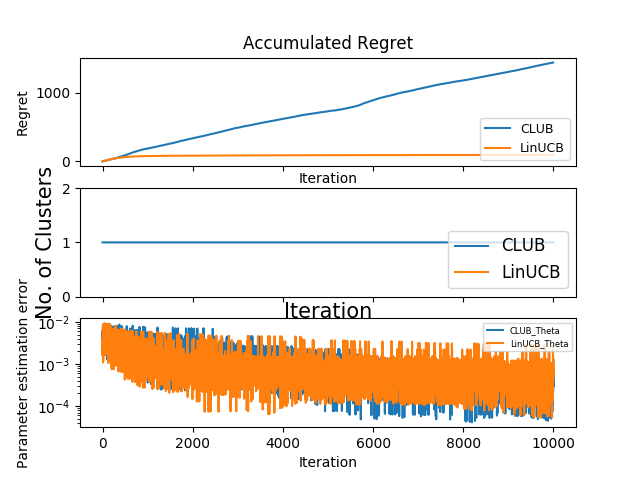 Accumulated Regret
Regret
1000
0
CLUB
LinUCB
Iteration
No. of Clusters
2
1
0
CLUB
LinUCB
Iteration
Parameter estimation error
10⁻²
10⁻³
10⁻⁴
CLUB_Theta
LinUCB_Theta
0 2000 4000 6000 8000 10000
Iteration